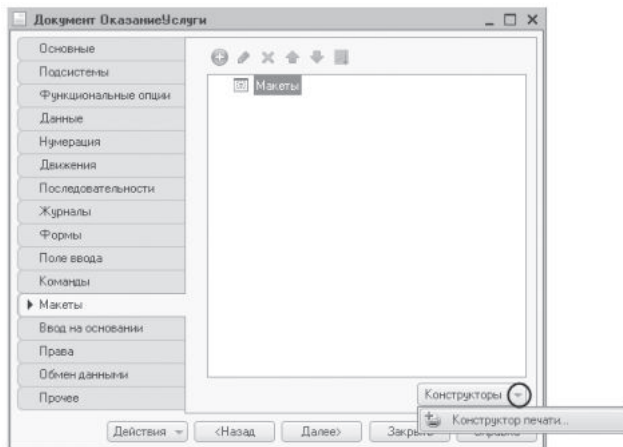 Документ ОказаниеУслуги
Основные
Подсистемы
Функциональные опции
Данные
Нумерация
Движения
Последовательности
Журналы
Формы
Поле ввода
Команды
Макеты
Ввод на основании
Права
Обмен данными
Прочее
Макеты
Конструкторы
Конструктор печати...
Действия
<Назад
Далее>
Закрыть
Справка